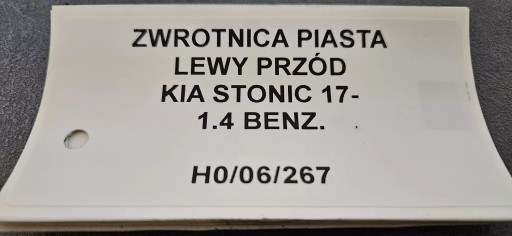 ZWROTNICA PIASTA
LEWY PRZÓD
KIA STONIC 17-
1.4 BENZ.
H0/06/267